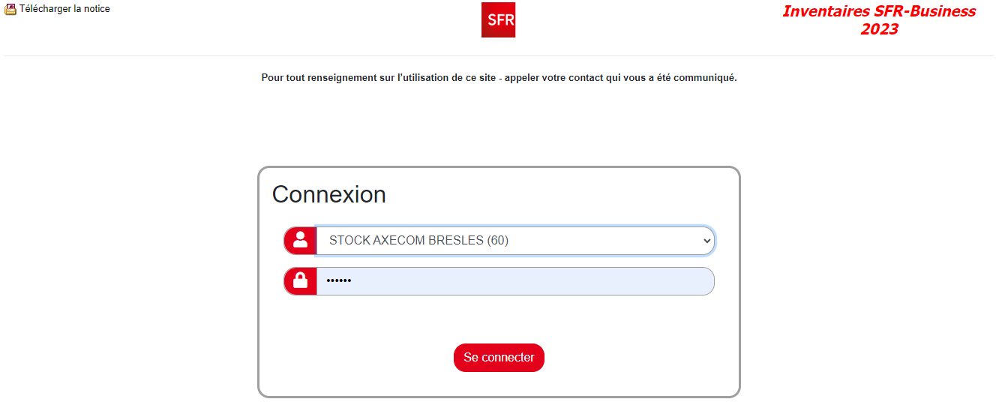 Télécharger la notice
SFR
Inventaires SFR-Business
2023
Pour tout renseignement sur l'utilisation de ce site - appeler votre contact qui vous a été communiqué.
Connexion
STOCK AXECOM BRESLES (60)
••••••
Se connecter